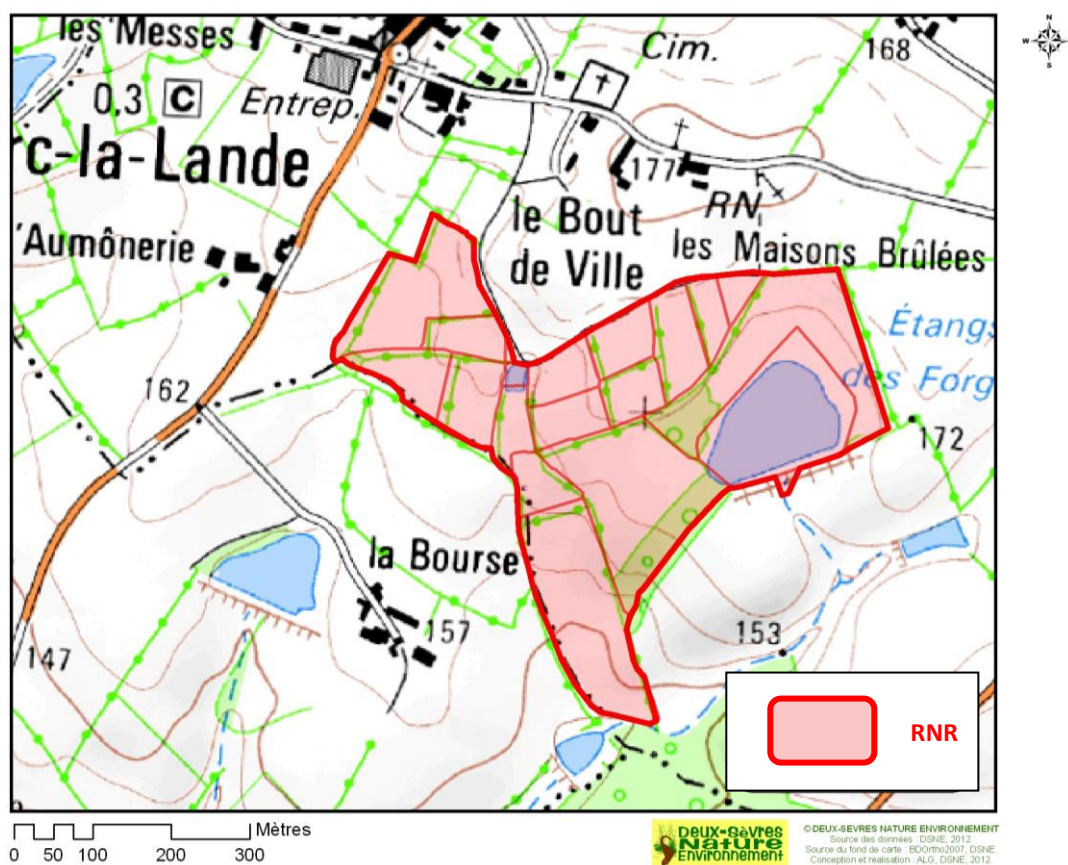 N
W
E
S
les Messes
Cim.
168
0,3 C
Entrep.
c-la-Lande
177
RN
'Aumônerie
le Bout
de Ville
les Maisons Brûlées
Étangs
des Forg
162
172
la Bourse
157
153
147
RNR
0 50 100 200 300 Mètres
DEUX-SÈVRES
NATURE
ENVIRONNEMENT
© DEUX-SEVRES NATURE ENVIRONNEMENT
Source des données : DSNE, 2012.
Source du fond de carte : BDOrtho2007, DSNE.
Conception et réalisation : ALG, DSNE, 2012.